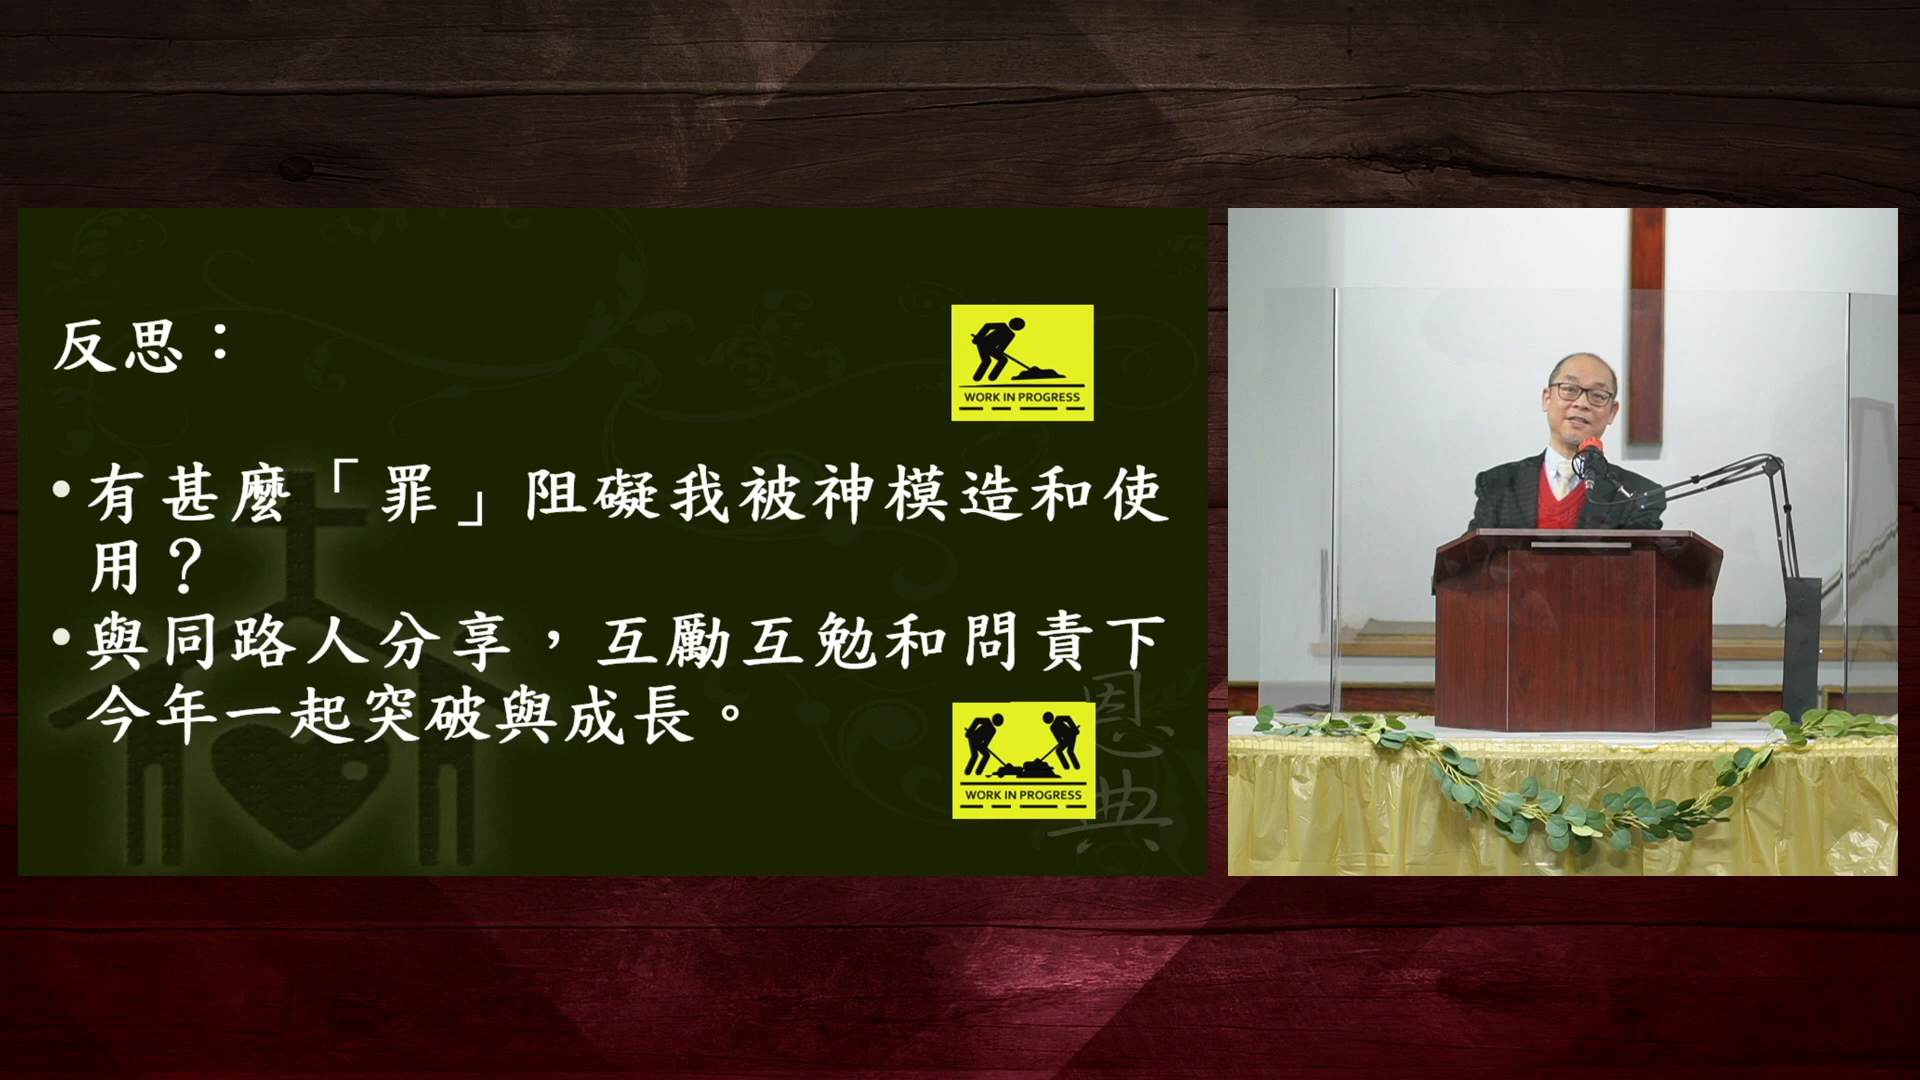 反思：
WORK IN PROGRESS
•有甚麼「罪」阻礙我被神模造和使
用？
•與同路人分享，互勵互勉和問責下
今年一起突破與成長。
WORK IN PROGRESS
恩典